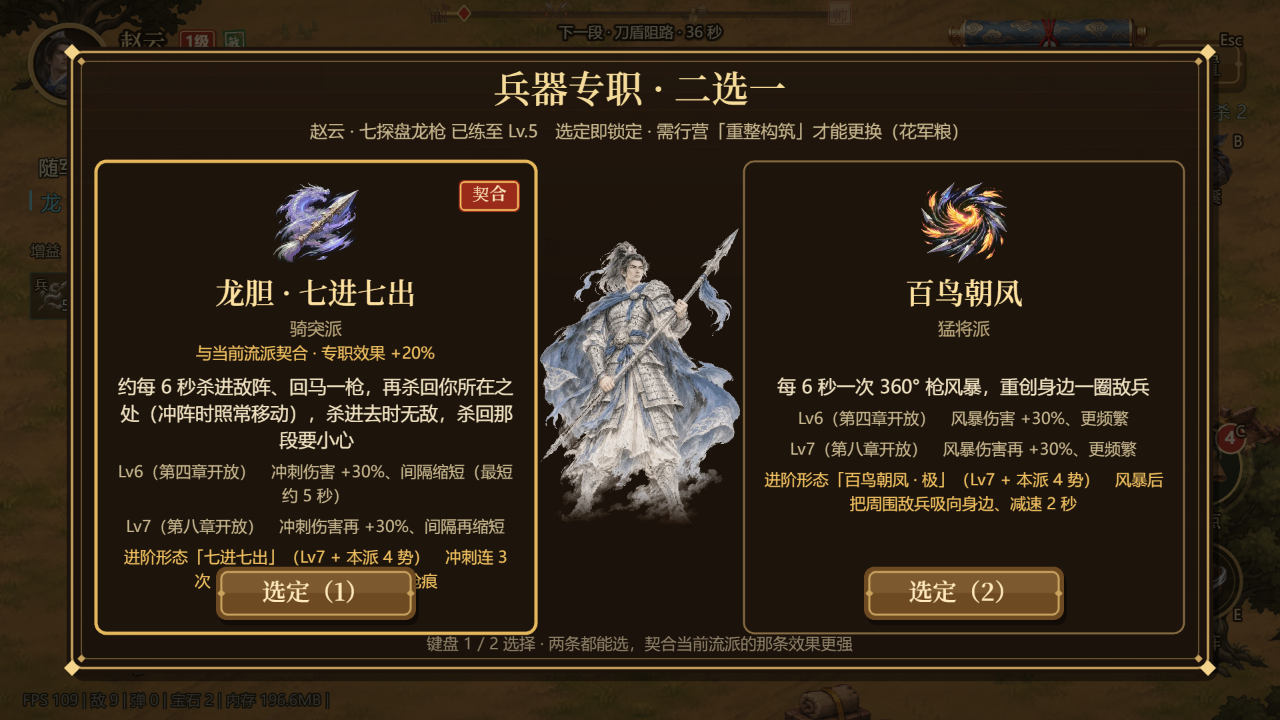 赵云 1级
下一段 · 刀盾阻路 · 36 秒
Esc
兵器专职 · 二选一
赵云 · 七探盘龙枪 已练至 Lv.5 选定即锁定 · 需行营「重整构筑」才能更换（花军粮）
杀 2
B
龙
增益
兵
契合
龙胆 · 七进七出
骑突派
与当前流派契合 · 专职效果 +20%
约每 6 秒杀进敌阵、回马一枪，再杀回你所在之
处（冲阵时照常移动），杀进去时无敌，杀回那
段要小心
Lv6（第四章开放） 冲刺伤害 +30%、间隔缩短（最短
约 5 秒）
Lv7（第八章开放） 冲刺伤害再 +30%、间隔再缩短
进阶形态「七进七出」（Lv7 + 本派 4 势） 冲刺连 3
次
痕
选定（1）
百鸟朝凤
猛将派
每 6 秒一次 360° 枪风暴，重创身边一圈敌兵
Lv6（第四章开放） 风暴伤害 +30%、更频繁
Lv7（第八章开放） 风暴伤害再 +30%、更频繁
进阶形态「百鸟朝凤 · 极」（Lv7 + 本派 4 势） 风暴后
把周围敌兵吸向身边、减速 2 秒
选定（2）
4
C
E
键盘 1 / 2 选择 · 两条都能选，契合当前流派的那条效果更强
FPS 109 | 敌 9 | 弹 0 | 宝石 2 | 内存 196.6MB |